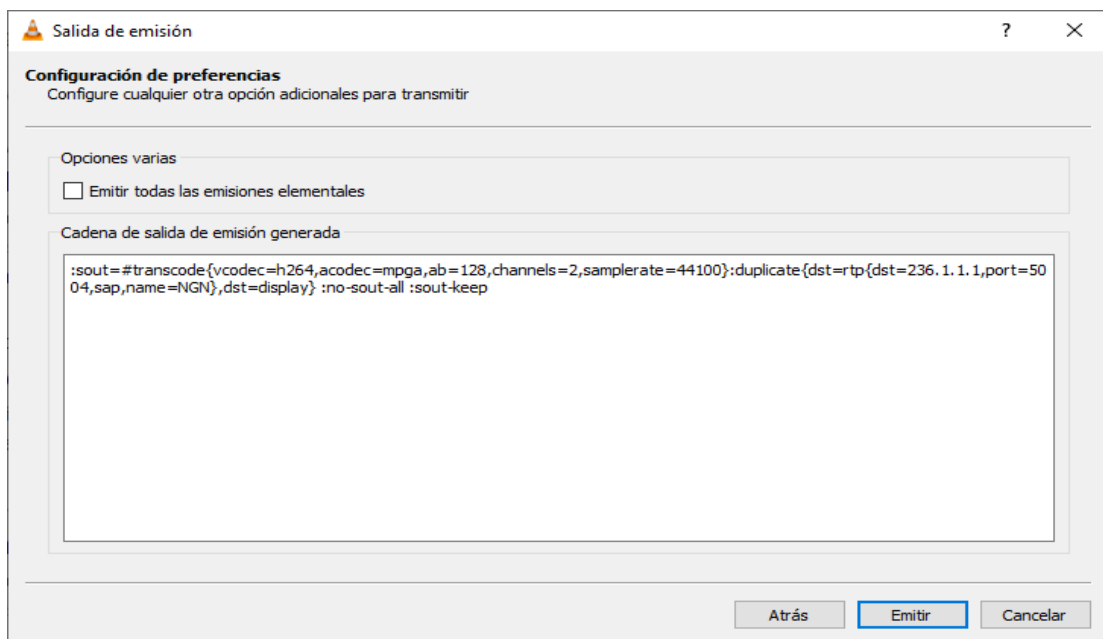 Salida de emisión
?
Configuración de preferencias
Configure cualquier otra opción adicionales para transmitir
Opciones varias
Emitir todas las emisiones elementales
Cadena de salida de emisión generada
:sout=#transcode{vcodec=h264,acodec=mpga,ab=128,channels=2,samplerate=44100}:duplicate{dst=rtp{dst=236.1.1.1,port=50
04,sap,name=NGN},dst=display} :no-sout-all :sout-keep
Atrás Emitir Cancelar